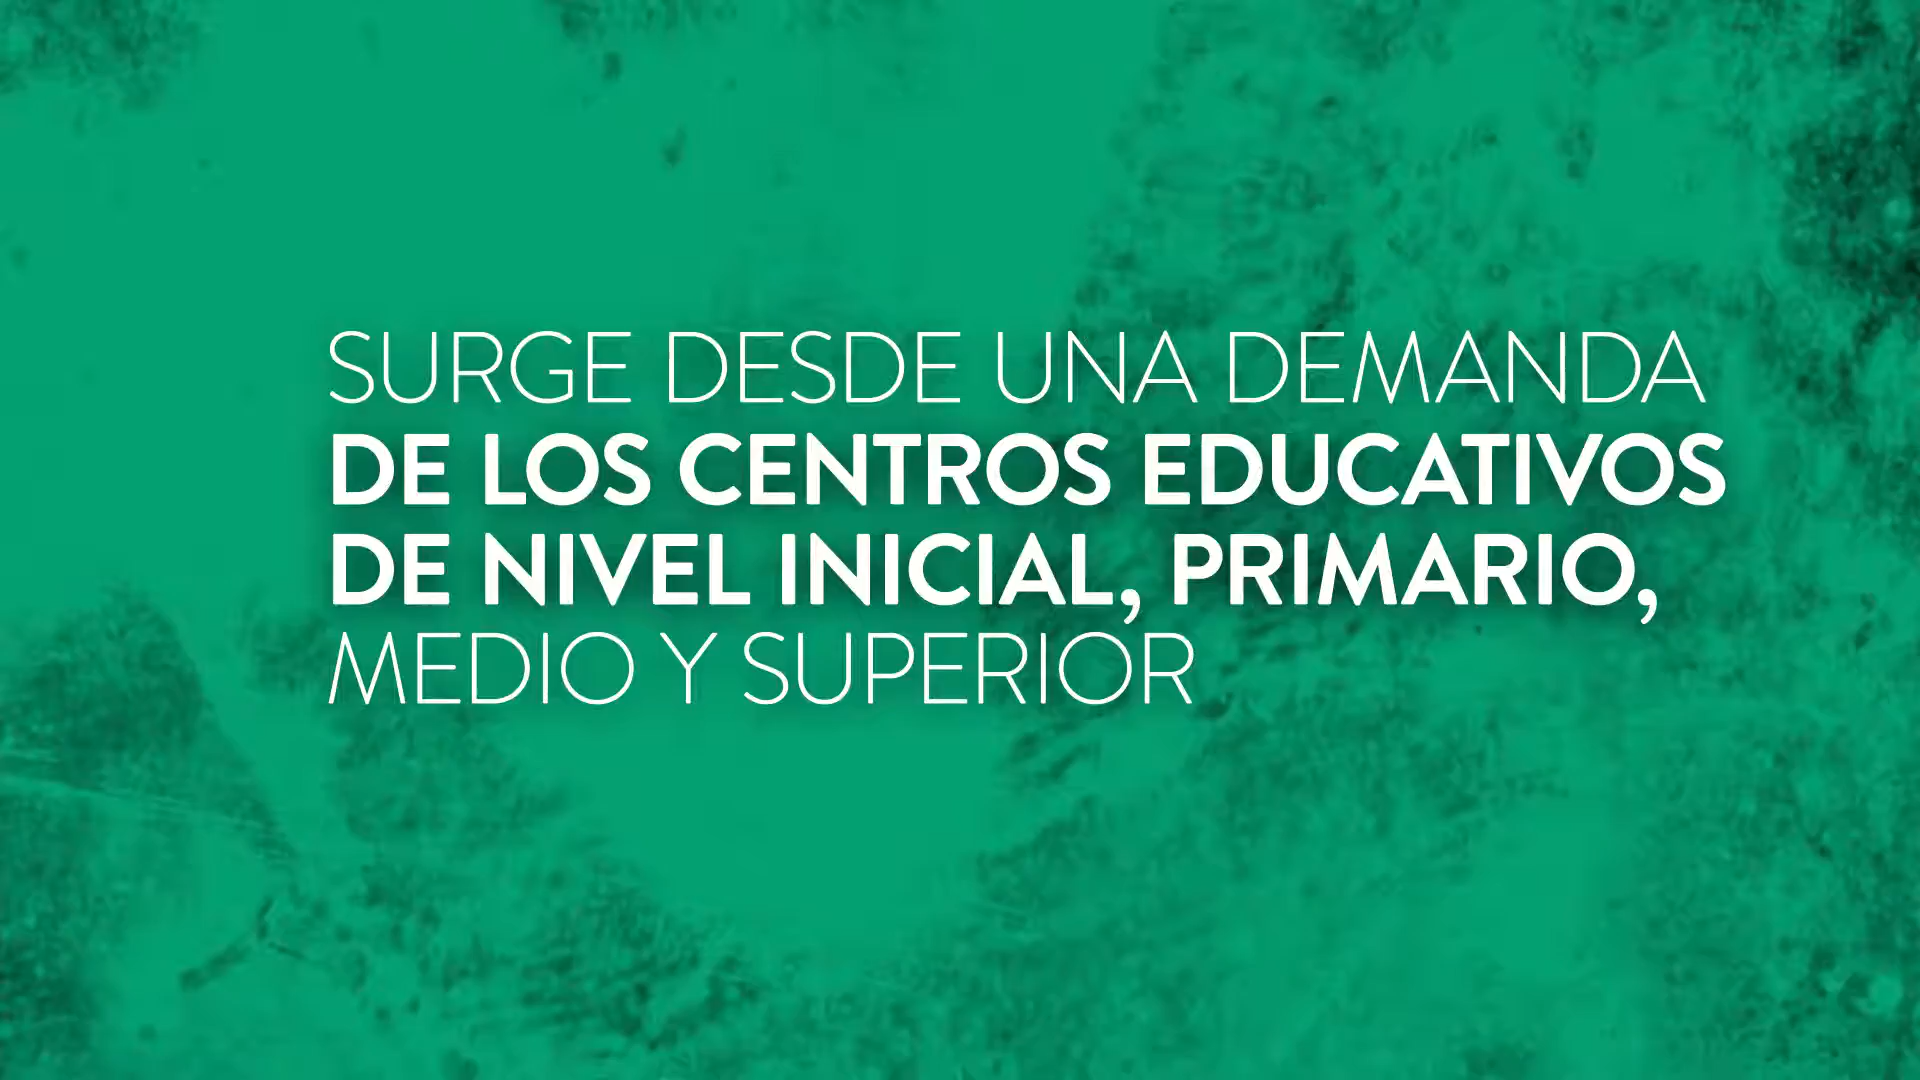 SURGE DESDE UNA DEMANDA
DE LOS CENTROS EDUCATIVOS
DE NIVEL INICIAL, PRIMARIO,
MEDIO Y SUPERIOR